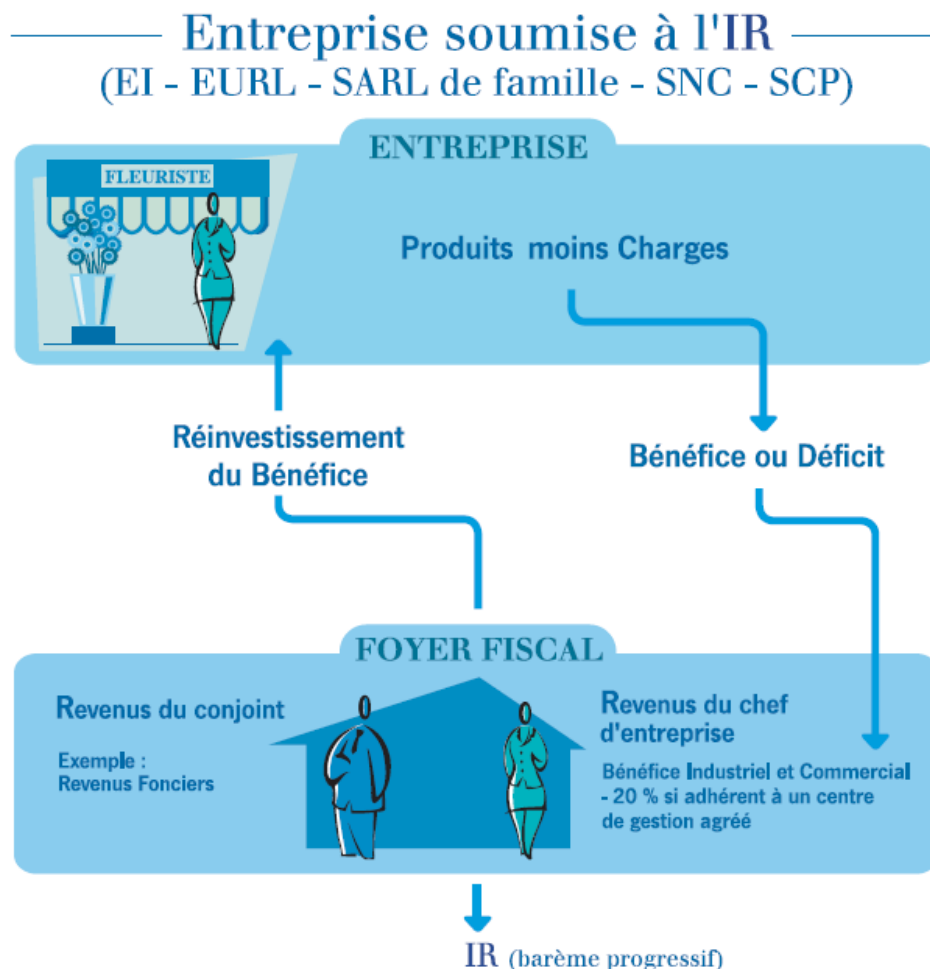 Entreprise soumise à l'IR
(EI - EURL - SARL de famille - SNC - SCP)
ENTREPRISE
FLEURISTE
Produits moins Charges
Réinvestissement
du Bénéfice
Bénéfice ou Déficit
FOYER FISCAL
Revenus du conjoint
Exemple :
Revenus Fonciers
Revenus du chef
d'entreprise
Bénéfice Industriel et Commercial
- 20 % si adhérent à un centre
de gestion agréé
IR (barème progressif)